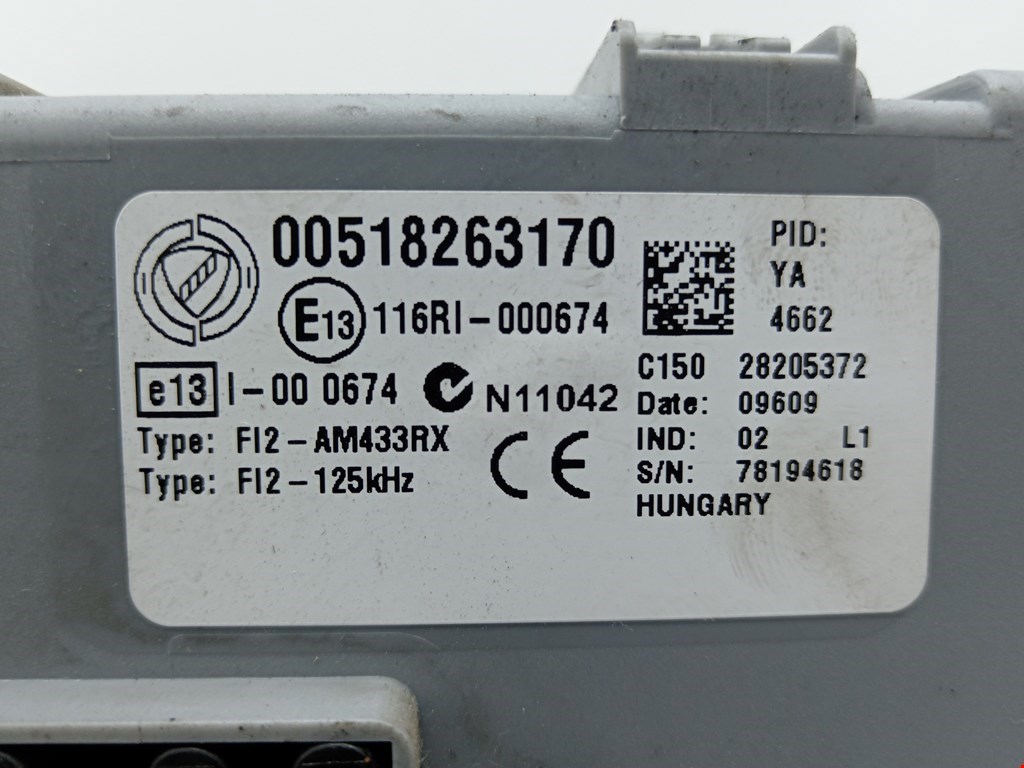 00518263170
PID:
YA
4662
E13 116RI-000674
e13 I-00 0674 N11042
C150 28205372
Date: 09609
Type: FI2-AM433RX
IND: 02 L1
Type: FI2-125kHz
CE
S/N: 78194618
HUNGARY